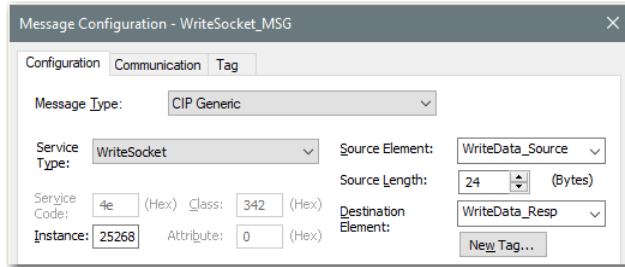 Message Configuration - WriteSocket_MSG
Configuration Communication Tag
Message Type: CIP Generic
Service Type: WriteSocket
Source Element: WriteData_Source
Source Length: 24 (Bytes)
Service Code: 4e (Hex) Class: 342 (Hex)
Destination Element: WriteData_Resp
Instance: 25268 Attribute: 0 (Hex)
New Tag...